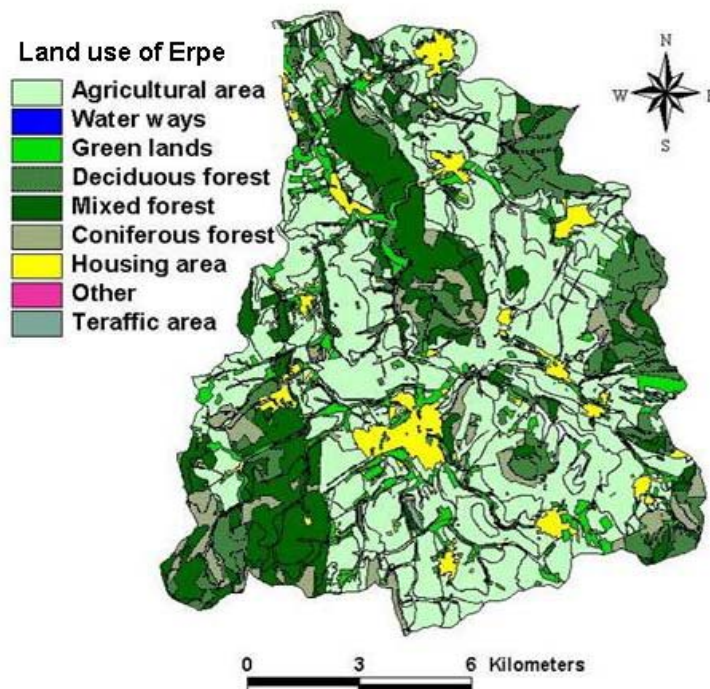 Land use of Erpe
Agricultural area
Water ways
Green lands
Deciduous forest
Mixed forest
Coniferous forest
Housing area
Other
Teraffic area
N
W
E
S
0 3 6 Kilometers